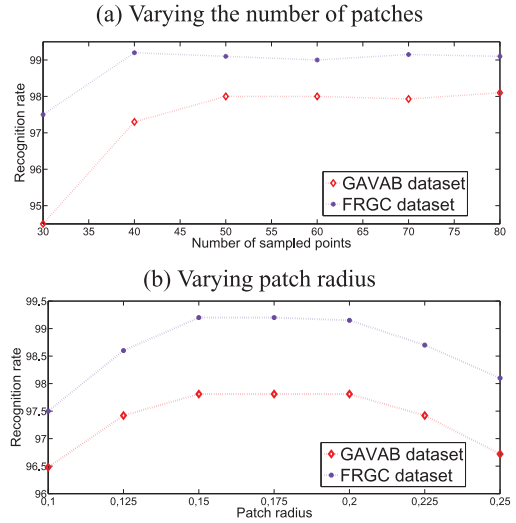 (a) Varying the number of patches
Recognition rate
99
98
97
96
95
GAVAB dataset
FRGC dataset
30 35 40 45 50 55 60 65 70 75 80
Number of sampled points
(b) Varying patch radius
Recognition rate
99,5
99
98,5
98
97,5
97
96,5
96
GAVAB dataset
FRGC dataset
0,1 0,125 0,15 0,175 0,2 0,225 0,25
Patch radius